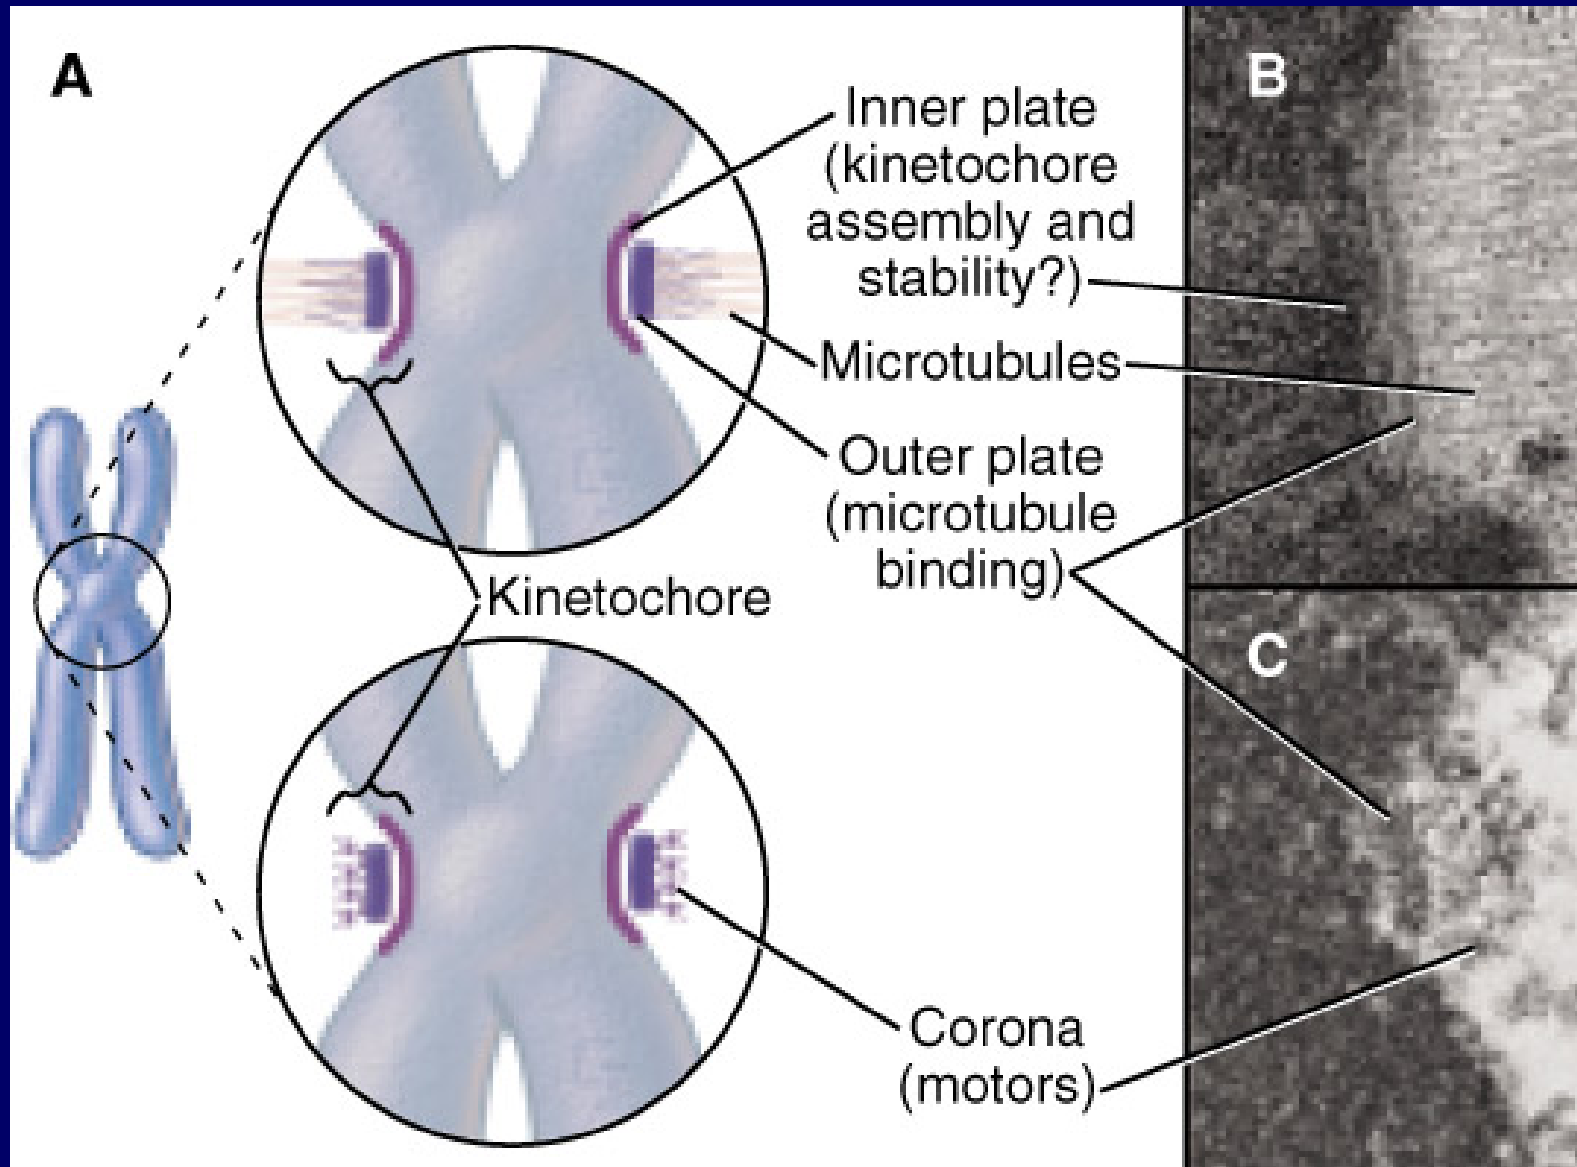 A
Inner plate
(kinetochore
assembly and
stability?)
Microtubules
Outer plate
(microtubule
binding)
Kinetochore
Corona
(motors)
B
C